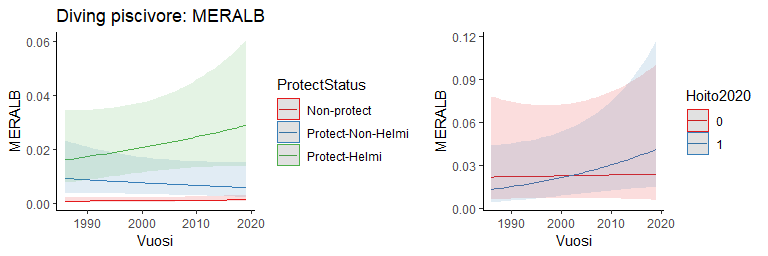 Diving piscivore: MERALB
MERALB
0.06
0.04
0.02
0.00
1990
2000
2010
2020
Vuosi
ProtectStatus
Non-protect
Protect-Non-Helmi
Protect-Helmi
MERALB
0.12
0.09
0.06
0.03
0.00
1990
2000
2010
2020
Vuosi
Hoito2020
0
1